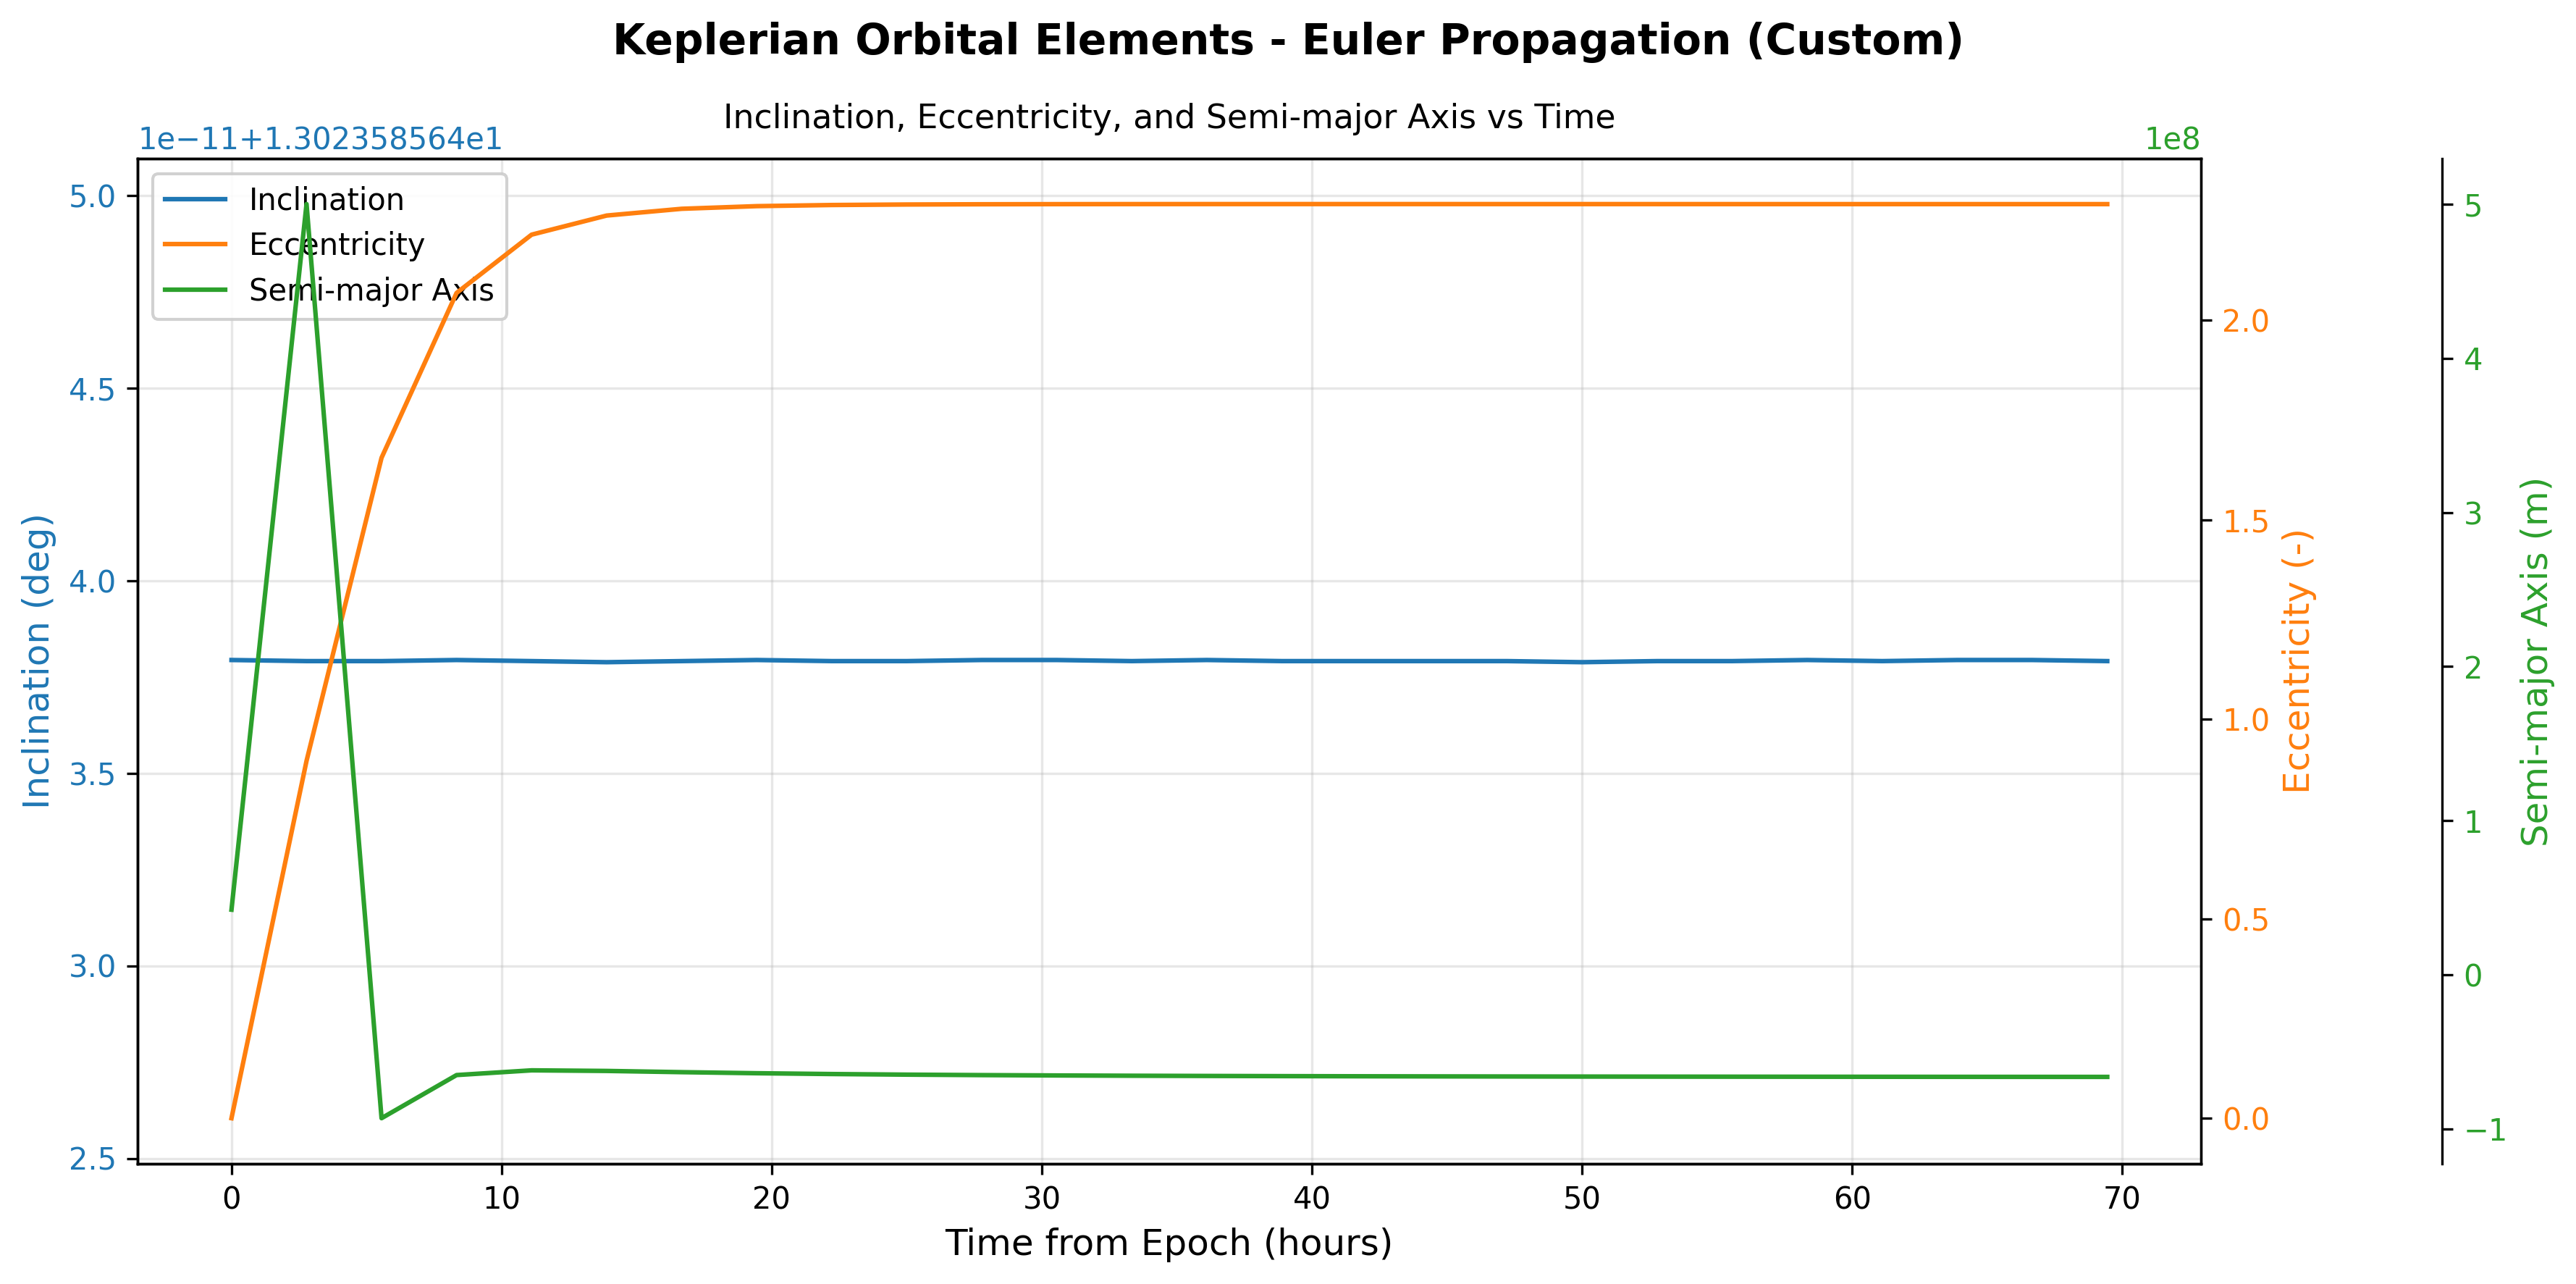 Keplerian Orbital Elements - Euler Propagation (Custom)
Inclination, Eccentricity, and Semi-major Axis vs Time
1e−11+1.302358564e1
1e8
Inclination
Eccentricity
Semi-major Axis
5.0
4.5
4.0
3.5
3.0
2.5
Inclination (deg)
0
10
20
30
40
50
60
70
Time from Epoch (hours)
2.0
1.5
1.0
0.5
0.0
Eccentricity (-)
5
4
3
2
1
0
−1
Semi-major Axis (m)